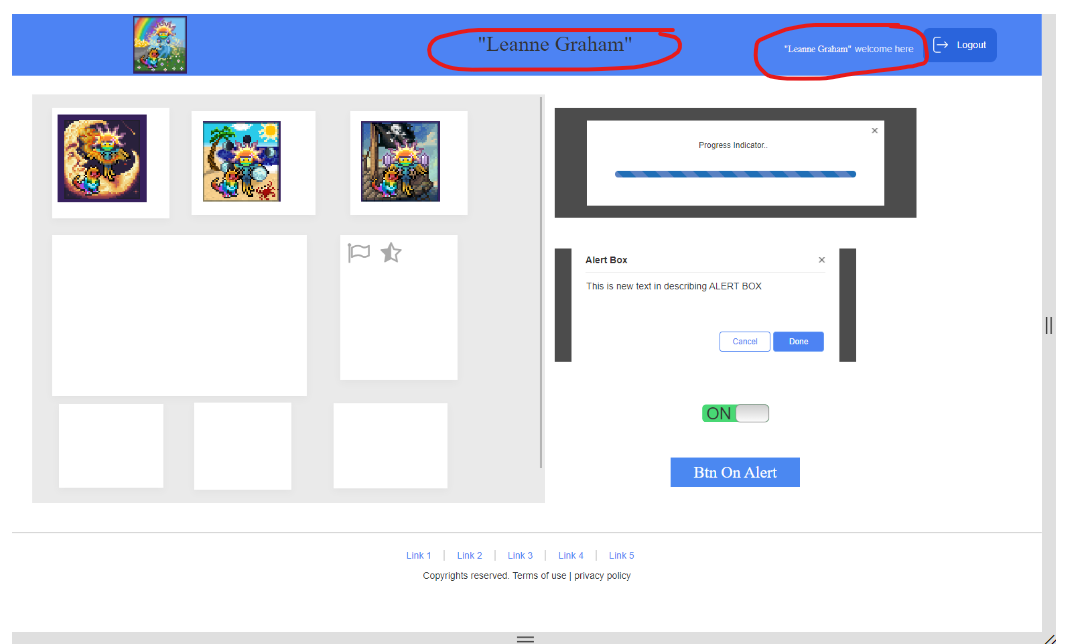 "Leanne Graham"
"Leanne Graham" welcome here
Logout
Progress Indicator..
Alert Box
This is new text in describing ALERT BOX
Cancel
Done
ON
Btn On Alert
Link 1 | Link 2 | Link 3 | Link 4 | Link 5
Copyrights reserved. Terms of use | privacy policy